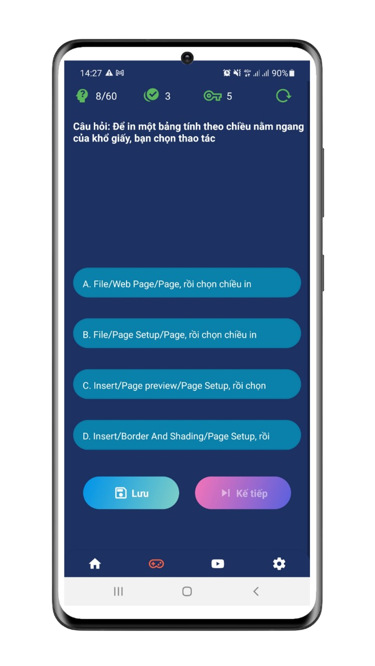 14:27
90%
8/60
3
5
Câu hỏi: Để in một bảng tính theo chiều nằm ngang
của khổ giấy, bạn chọn thao tác
A. File/Web Page/Page, rồi chọn chiều in
B. File/Page Setup/Page, rồi chọn chiều in
C. Insert/Page preview/Page Setup, rồi chọn
D. Insert/Border And Shading/Page Setup, rồi
Lưu
Kế tiếp